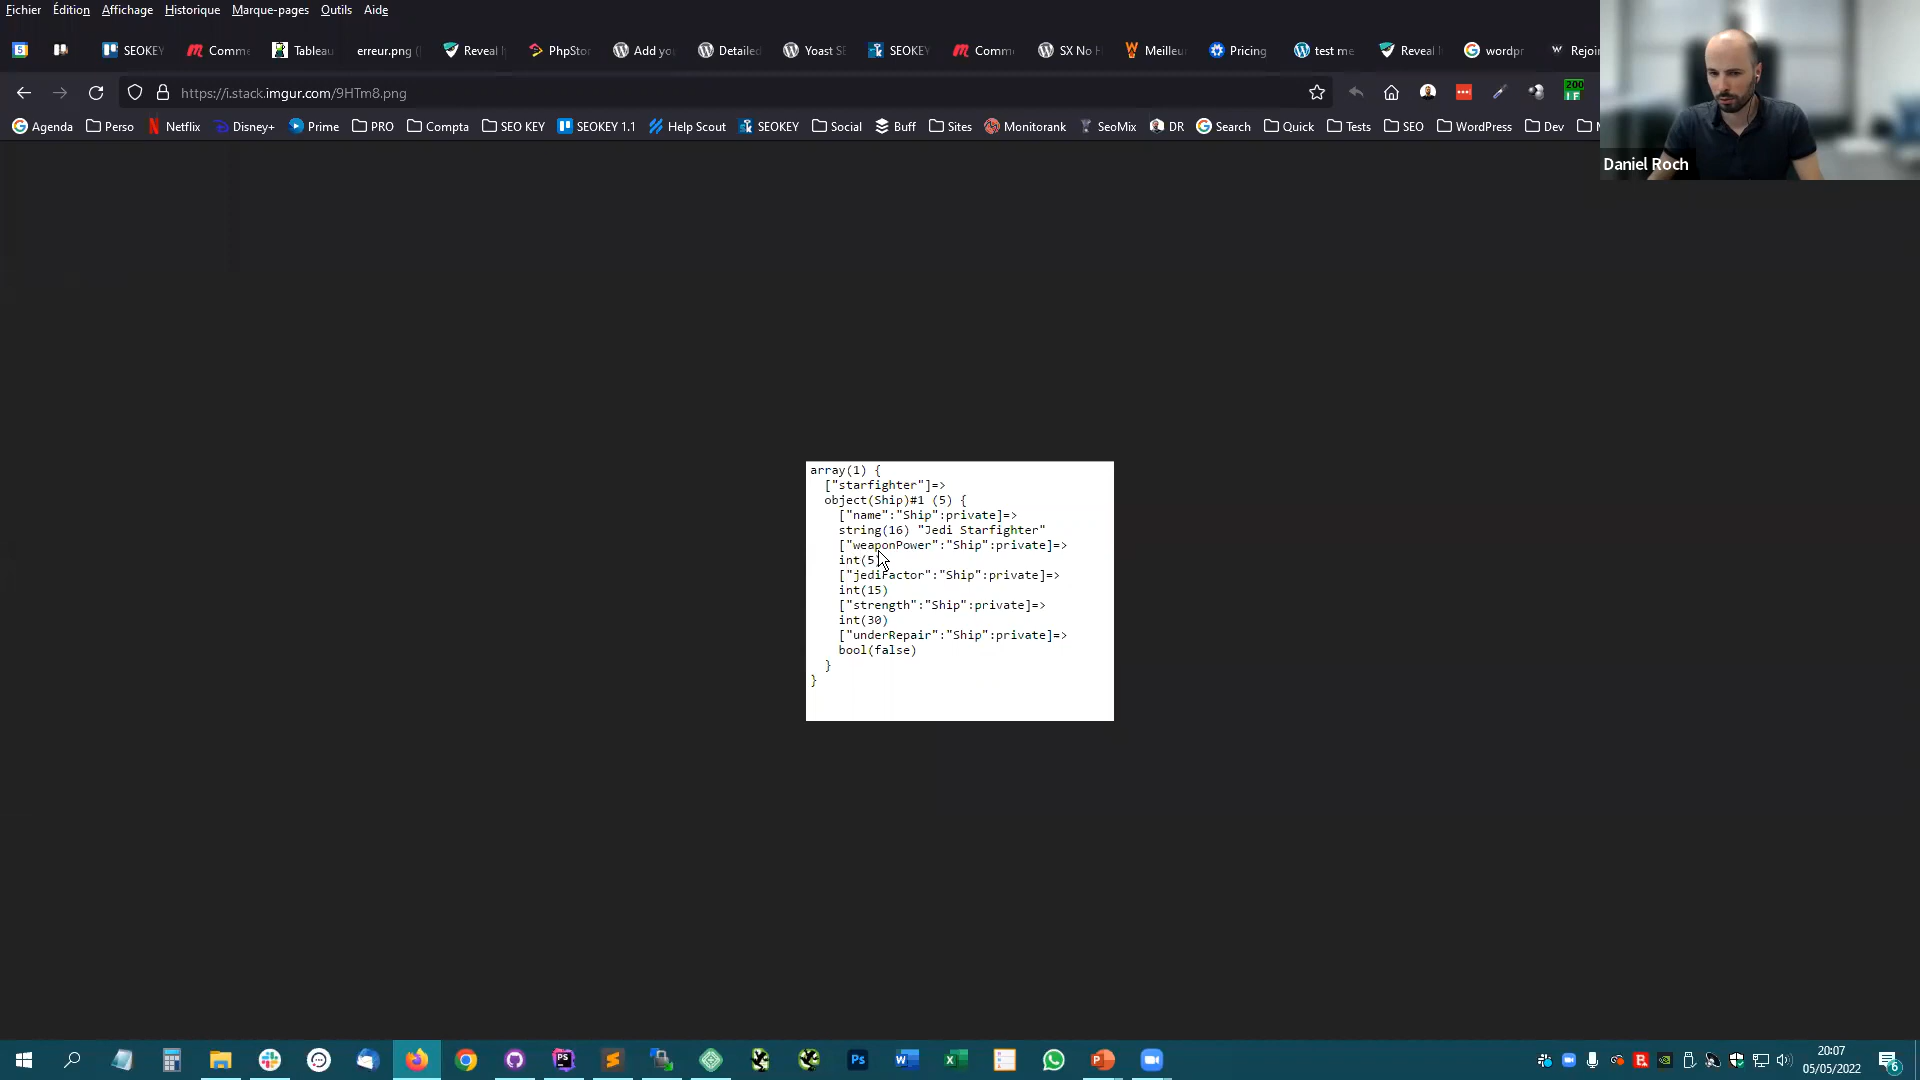 Fichier Édition Affichage Historique Marque-pages Outils Aide
SEOKEY Comme Tableau erreur.png ( Reveal PhpStor Add yo Detailed Yoast SE SEOKEY Comme SX No H Meilleu Pricing test me Reveal wordpr Rejoi
https://i.stack.imgur.com/9HTm8.png
Agenda Perso Netflix Disney+ Prime PRO Compta SEO KEY SEOKEY 1.1 Help Scout SEOKEY Social Buff Sites Monitorank SeoMix DR Search Quick Tests SEO WordPress Dev
Daniel Roch
array(1) {
["starfighter"]=>
object(Ship)#1 (5) {
["name":"Ship":private]=>
string(16) "Jedi Starfighter"
["weaponPower":"Ship":private]=>
int(5
["jediFactor":"Ship":private]=>
int(15)
["strength":"Ship":private]=>
int(30)
["underRepair":"Ship":private]=>
bool(false)
}
}
20:07
05/05/2022